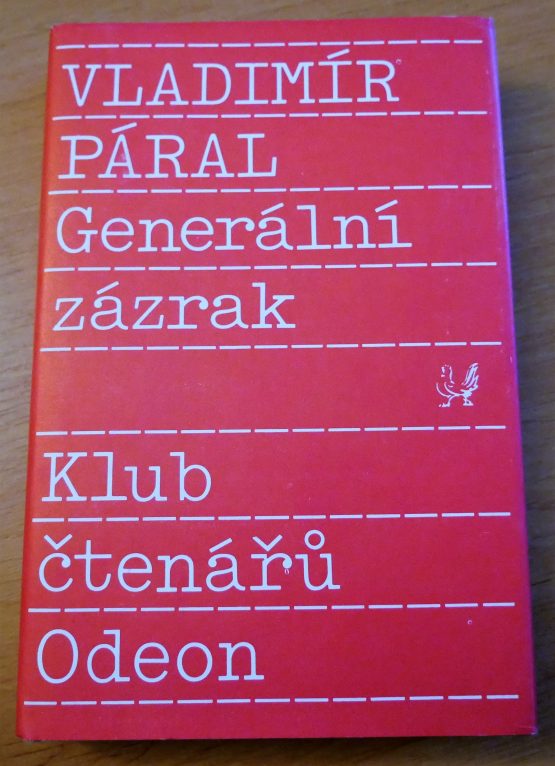 VLADIMÍR
PÁRAL
Generální
zázrak
Klub
čtenářů
Odeon